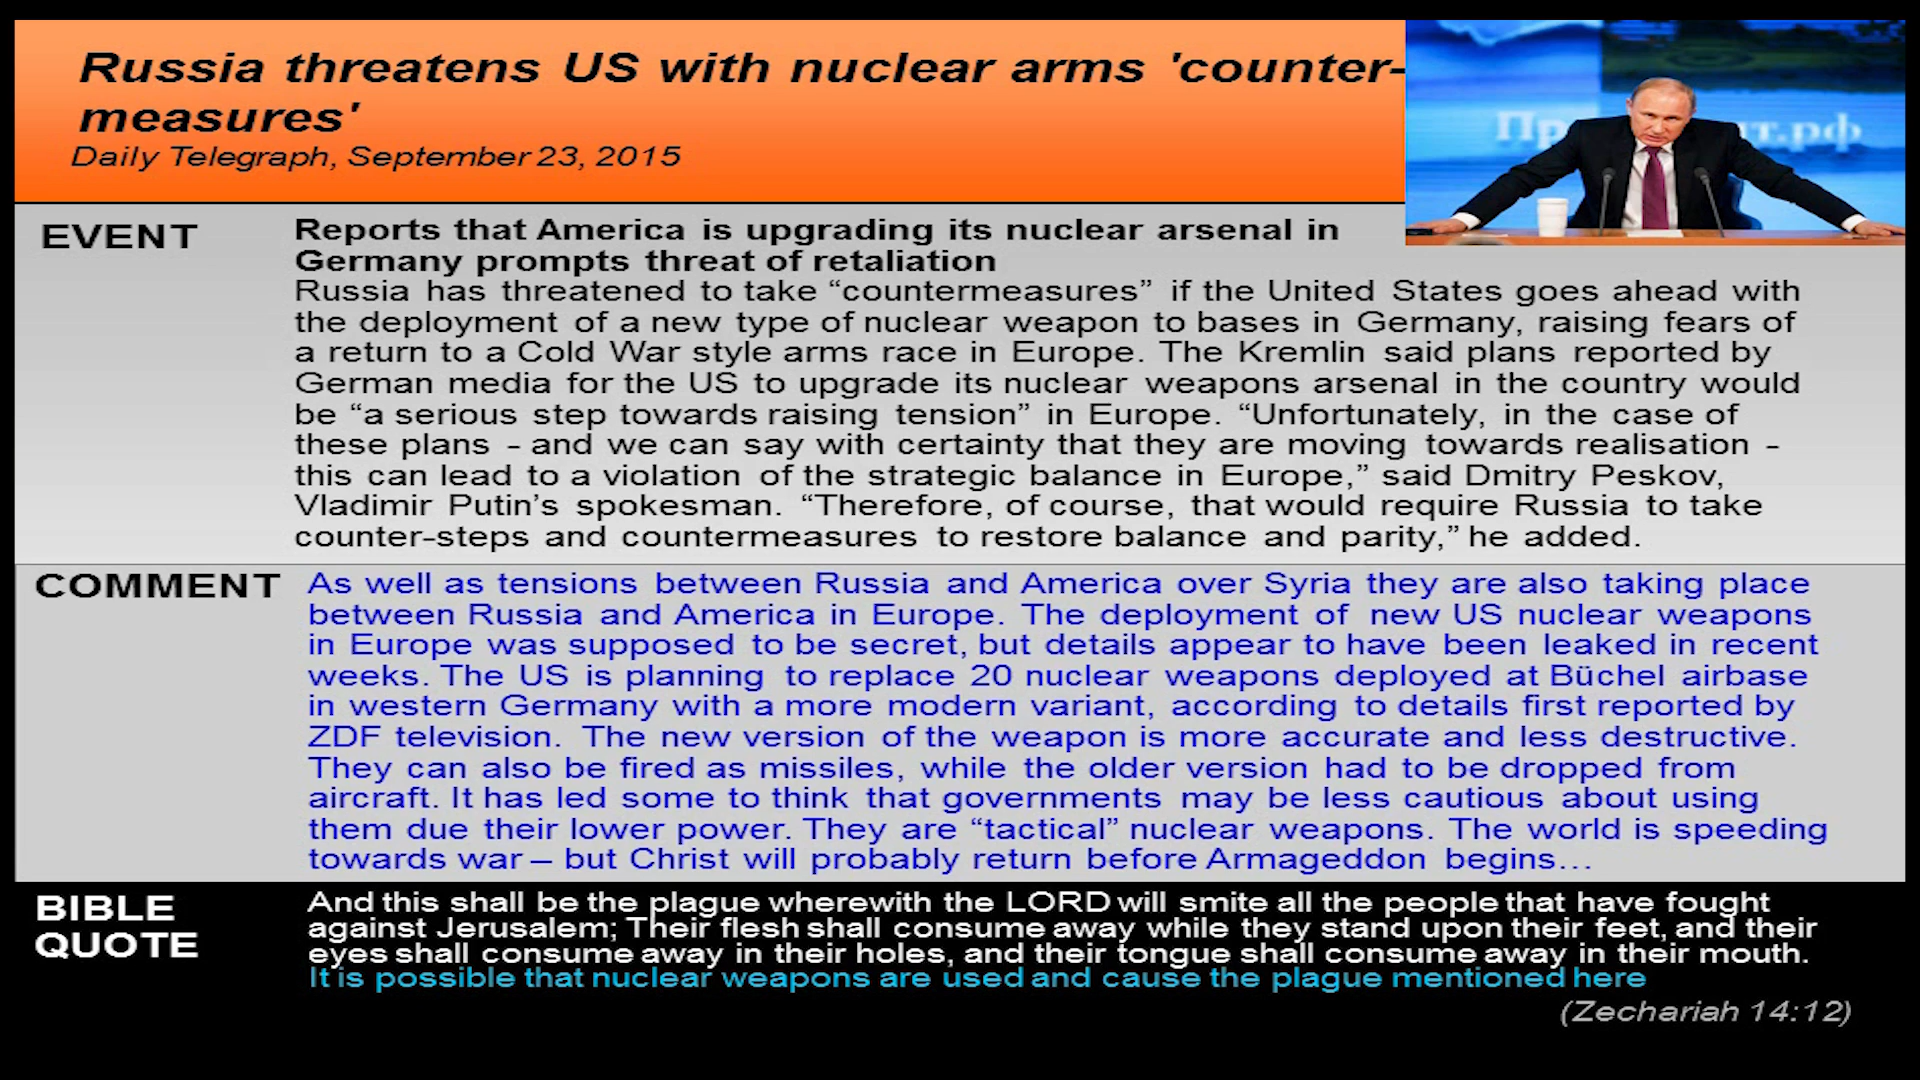 Russia threatens US with nuclear arms 'counter-
measures'
Daily Telegraph, September 23, 2015
EVENT
Reports that America is upgrading its nuclear arsenal in
Germany prompts threat of retaliation
Russia has threatened to take “countermeasures” if the United States goes ahead with
the deployment of a new type of nuclear weapon to bases in Germany, raising fears of
a return to a Cold War style arms race in Europe. The Kremlin said plans reported by
German media for the US to upgrade its nuclear weapons arsenal in the country would
be “a serious step towards raising tension” in Europe. “Unfortunately, in the case of
these plans - and we can say with certainty that they are moving towards realisation -
this can lead to a violation of the strategic balance in Europe,” said Dmitry Peskov,
Vladimir Putin’s spokesman. “Therefore, of course, that would require Russia to take
counter-steps and countermeasures to restore balance and parity,” he added.
COMMENT
As well as tensions between Russia and America over Syria they are also taking place
between Russia and America in Europe. The deployment of new US nuclear weapons
in Europe was supposed to be secret, but details appear to have been leaked in recent
weeks. The US is planning to replace 20 nuclear weapons deployed at Büchel airbase
in western Germany with a more modern variant, according to details first reported by
ZDF television. The new version of the weapon is more accurate and less destructive.
They can also be fired as missiles, while the older version had to be dropped from
aircraft. It has led some to think that governments may be less cautious about using
them due their lower power. They are “tactical” nuclear weapons. The world is speeding
towards war – but Christ will probably return before Armageddon begins…
BIBLE
QUOTE
And this shall be the plague wherewith the LORD will smite all the people that have fought
against Jerusalem; Their flesh shall consume away while they stand upon their feet, and their
eyes shall consume away in their holes, and their tongue shall consume away in their mouth.
It is possible that nuclear weapons are used and cause the plague mentioned here
(Zechariah 14:12)